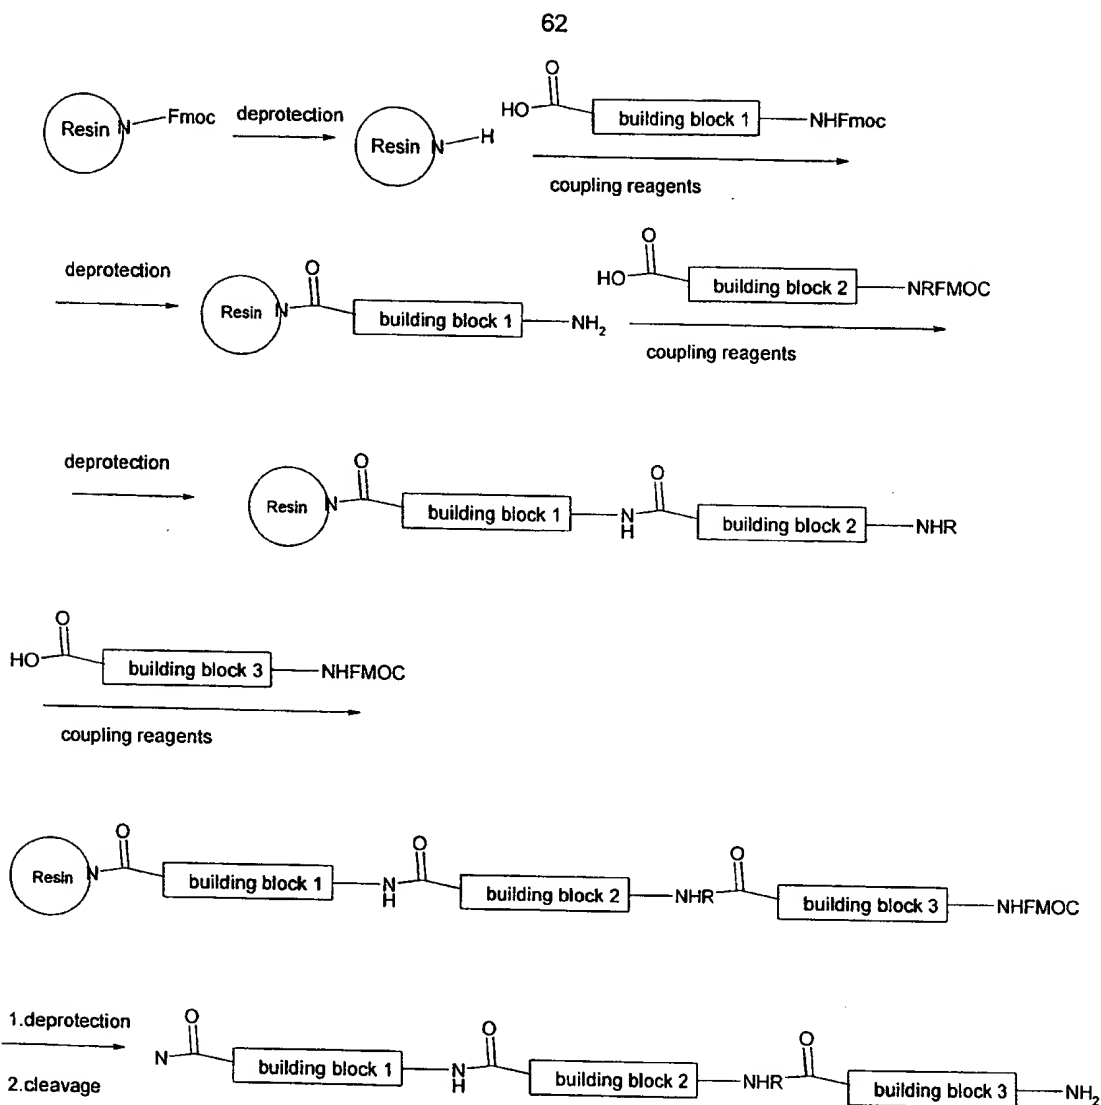 62
Resin N Fmoc deprotection Resin N H O HO building block 1 NHFmoc
coupling reagents
deprotection Resin N O building block 1 NH2 O HO building block 2 NRFMOC
coupling reagents
deprotection Resin N O building block 1 N H O building block 2 NHR
O HO building block 3 NHFMOC
coupling reagents
Resin N O building block 1 N H O building block 2 NHR O building block 3 NHFMOC
1.deprotection
2.cleavage
N O building block 1 N H O building block 2 NHR O building block 3 NH2